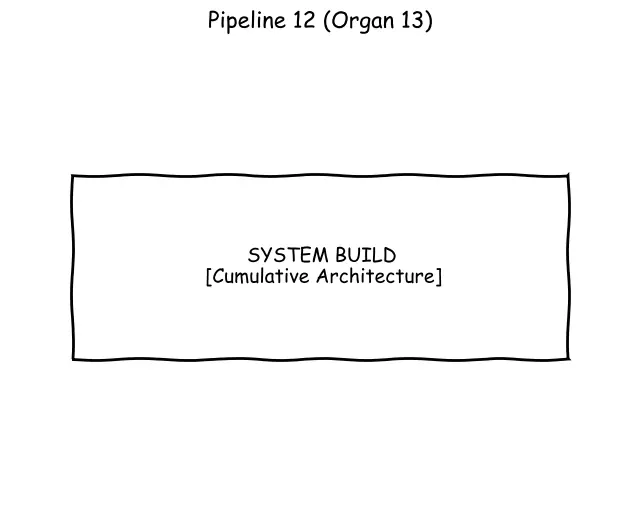 Pipeline 12 (Organ 13)
SYSTEM BUILD
[Cumulative Architecture]